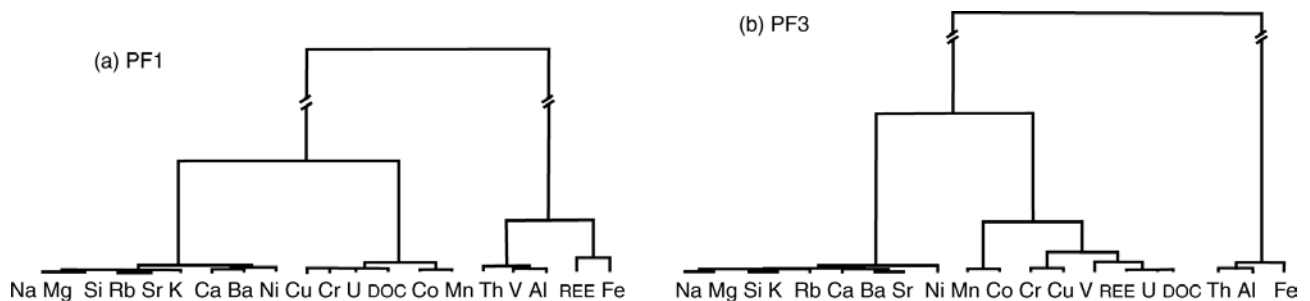 (a) PF1
(b) PF3
Na Mg Si Rb Sr K Ca Ba Ni Cu Cr U DOC Co Mn Th V Al REE Fe
Na Mg Si K Rb Ca Ba Sr Ni Mn Co Cr Cu V REE U DOC Th Al Fe